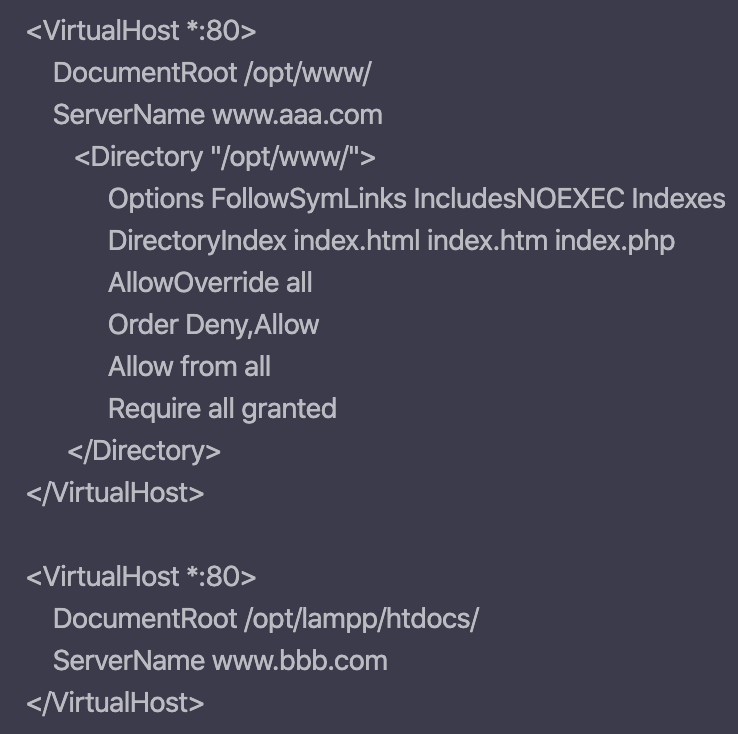 <VirtualHost *:80>
DocumentRoot /opt/www/
ServerName www.aaa.com
<Directory "/opt/www/">
Options FollowSymLinks IncludesNOEXEC Indexes
DirectoryIndex index.html index.htm index.php
AllowOverride all
Order Deny,Allow
Allow from all
Require all granted
</Directory>
</VirtualHost>
<VirtualHost *:80>
DocumentRoot /opt/lampp/htdocs/
ServerName www.bbb.com
</VirtualHost>